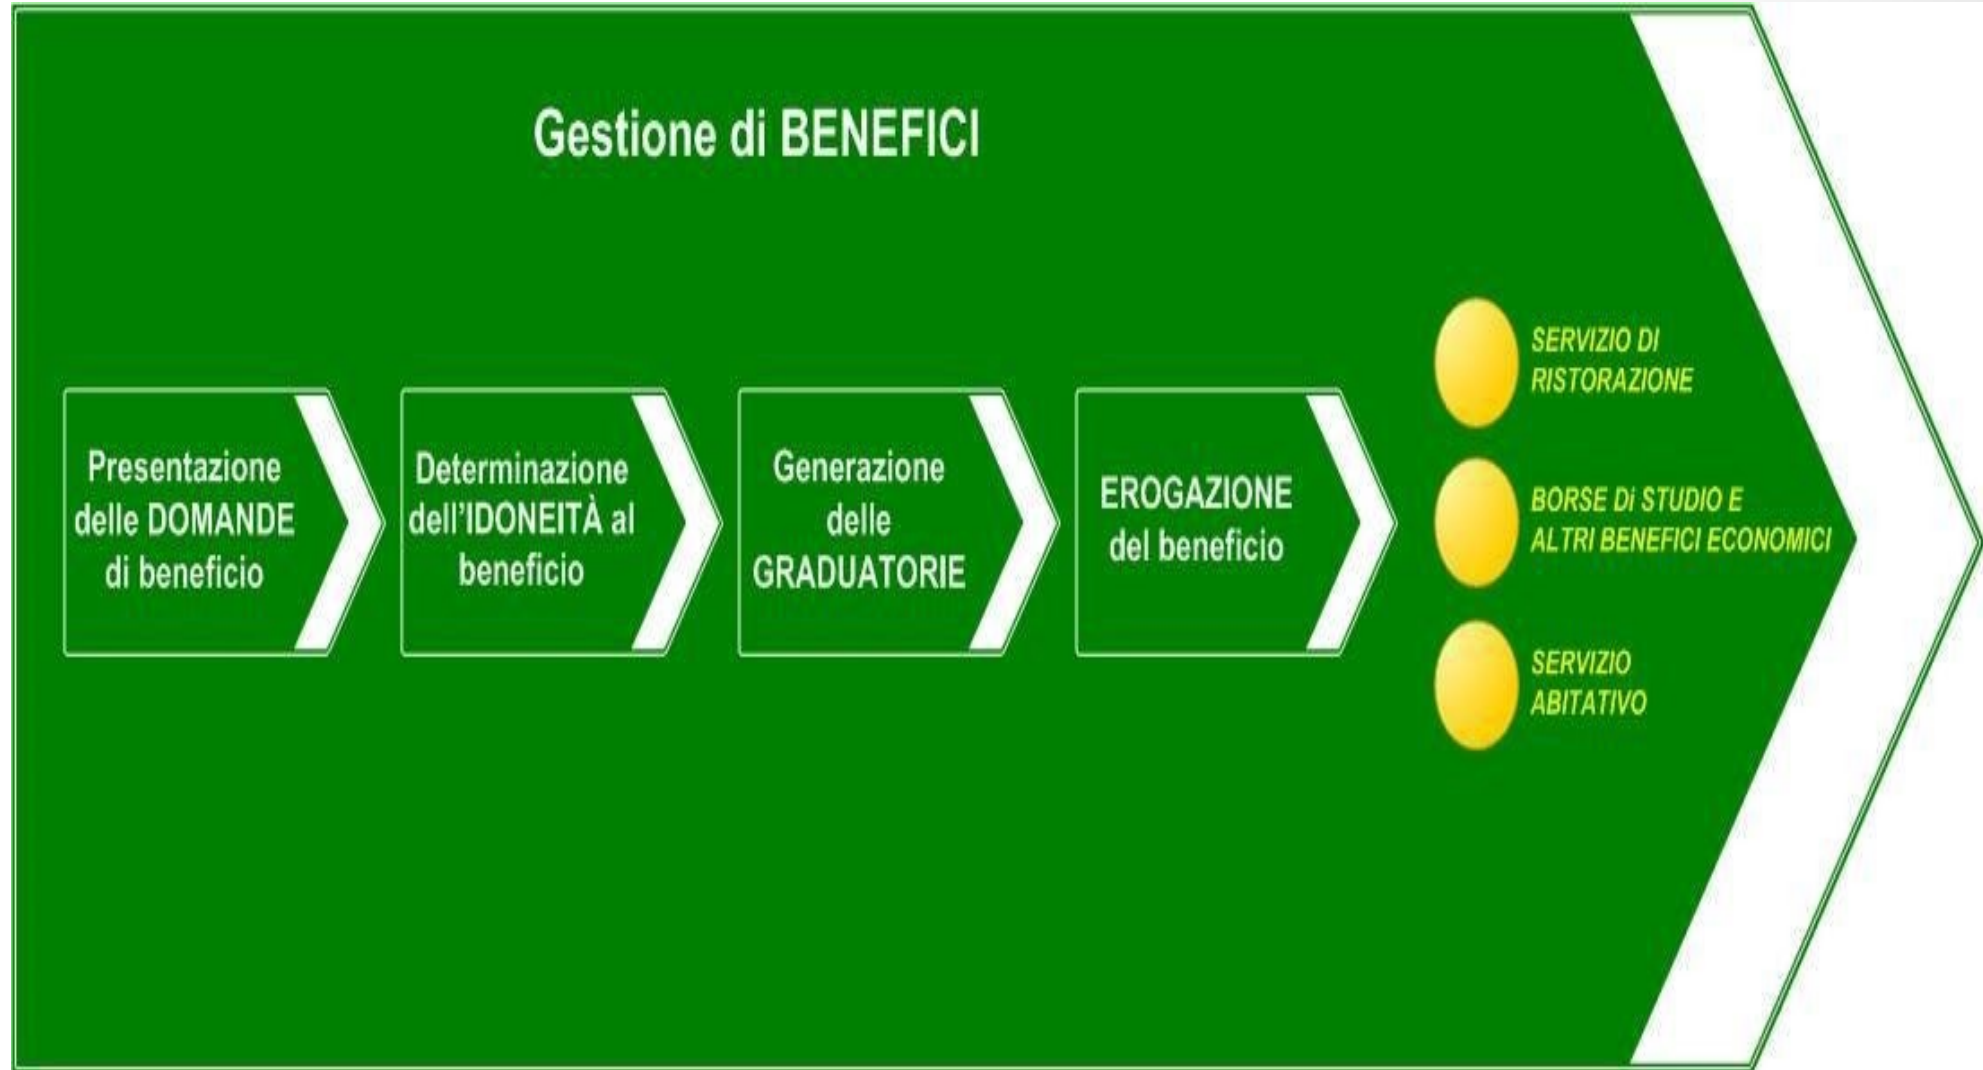 Gestione di BENEFICI
Presentazione
delle DOMANDE
di beneficio
Determinazione
dell'IDONEITÀ al
beneficio
Generazione
delle
GRADUATORIE
EROGAZIONE
del beneficio
SERVIZIO DI
RISTORAZIONE
BORSE Di STUDIO E
ALTRI BENEFICI ECONOMICI
SERVIZIO
ABITATIVO